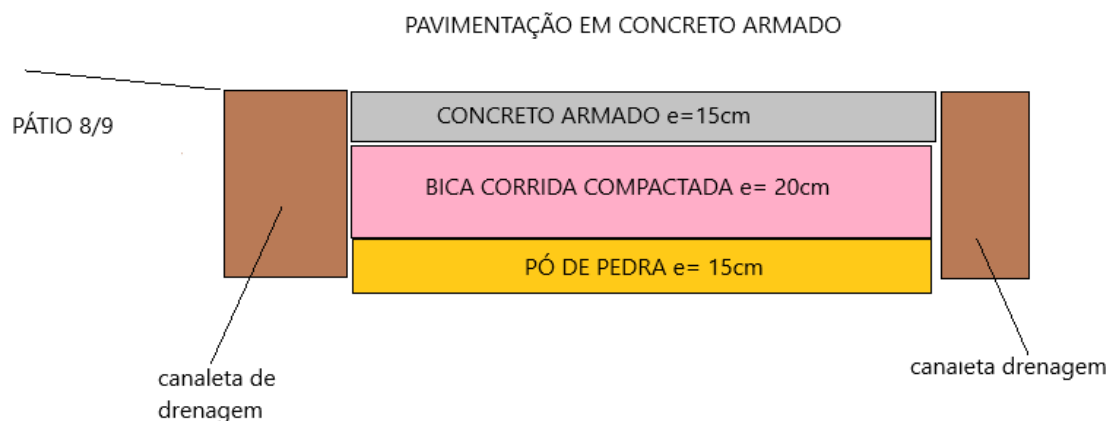 PAVIMENTAÇÃO EM CONCRETO ARMADO
PÁTIO 8/9
CONCRETO ARMADO e=15cm
BICA CORRIDA COMPACTADA e= 20cm
PÓ DE PEDRA e= 15cm
canaleta de
drenagem
canaleta drenagem